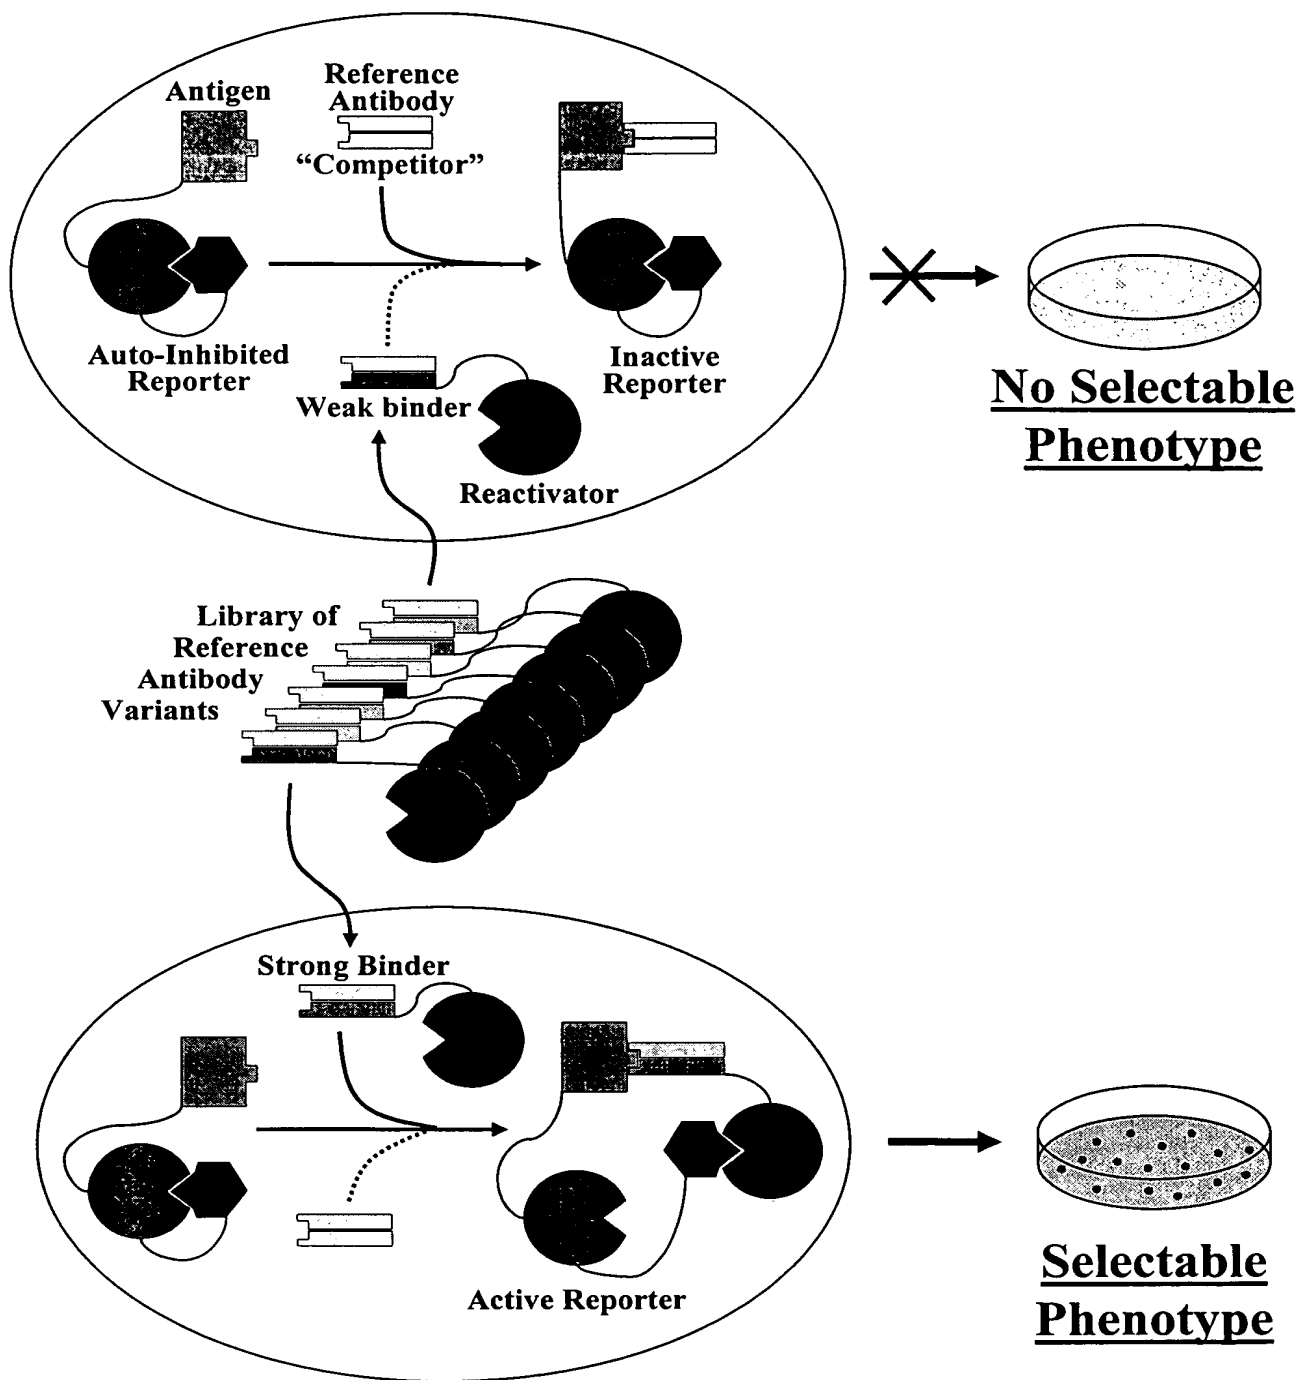 Antigen
Reference
Antibody
“Competitor”
Auto-Inhibited
Reporter
Inactive
Reporter
Weak binder
Reactivator
No Selectable
Phenotype
Library of
Reference
Antibody
Variants
Strong Binder
Active Reporter
Selectable
Phenotype